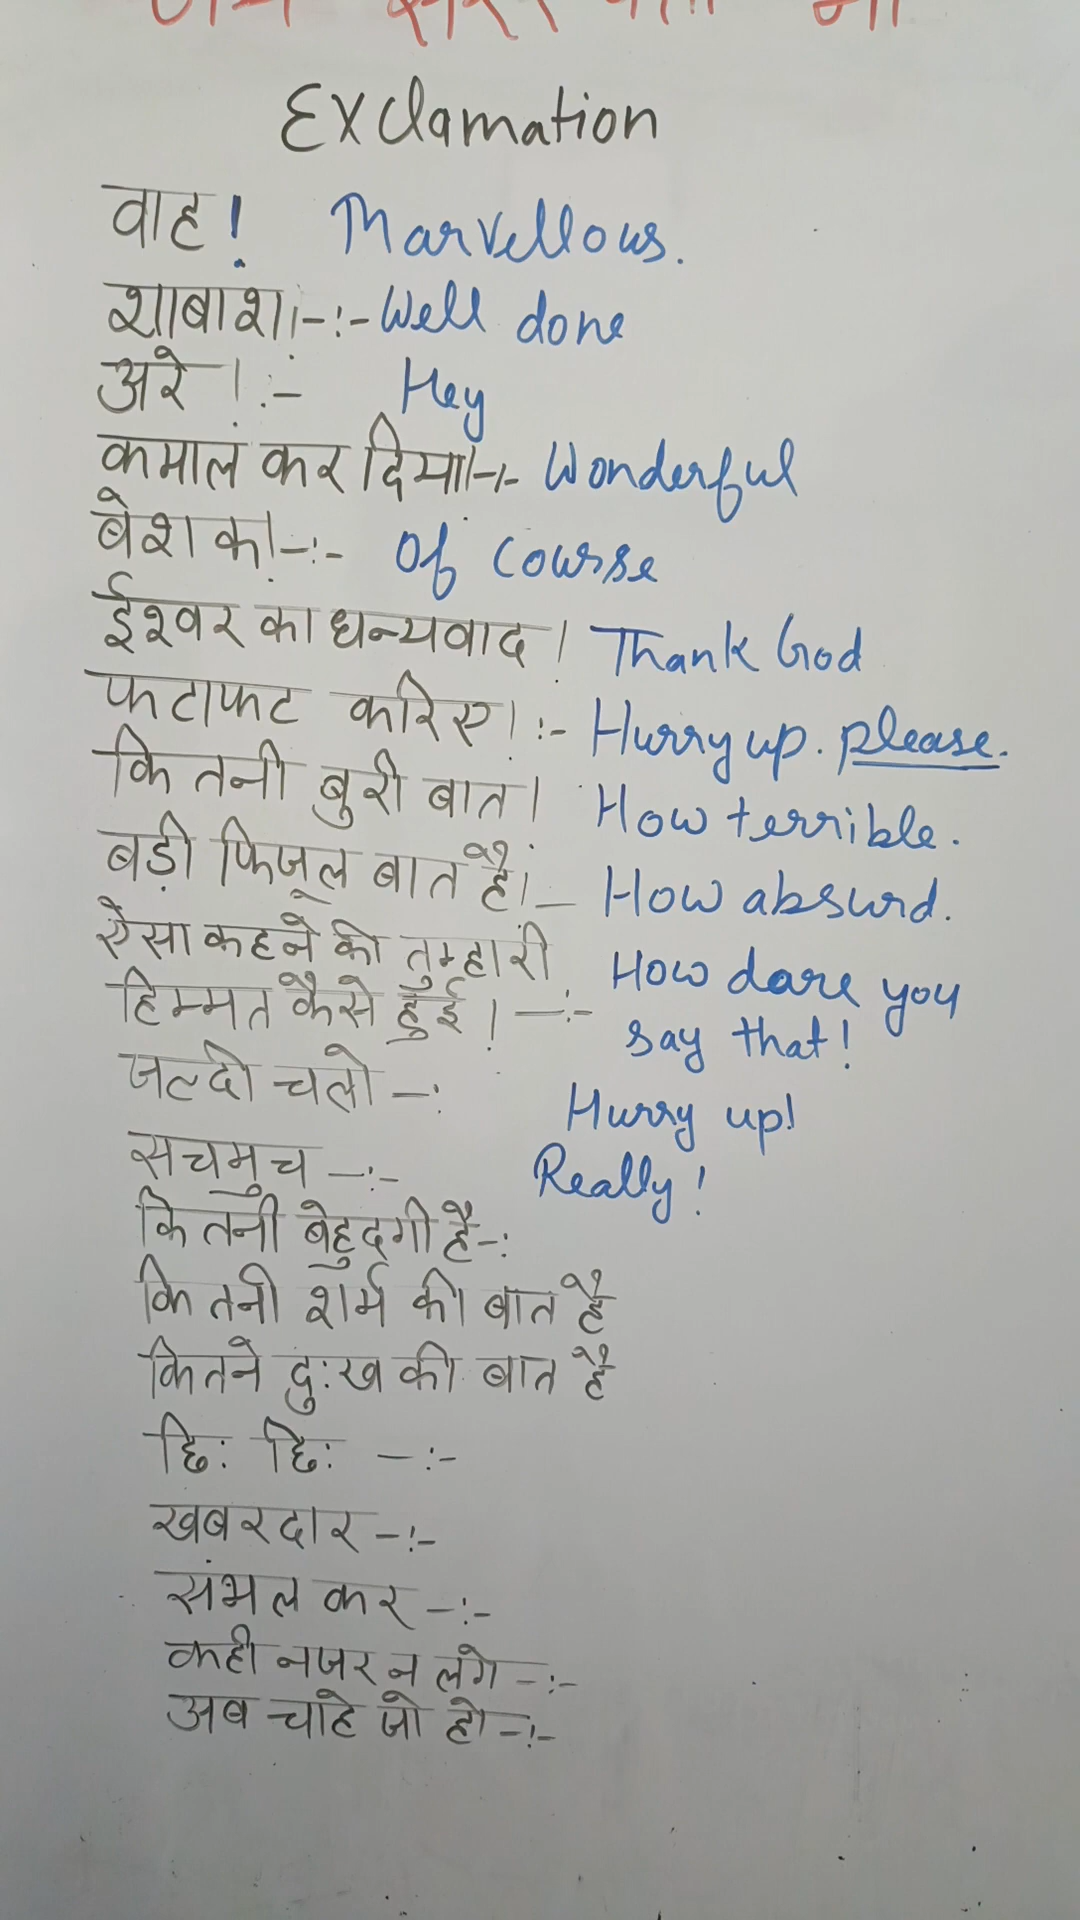 Exclamation
वाह! Marvellous.
शाबाश!-:- Well done
अरे !:- Hey
कमाल कर दिया!-:- Wonderful
बेशक!-:- Of course
ईश्वर का धन्यवाद! Thank God
फटाफट करिए!:- Hurry up. please.
कितनी बुरी बात! How terrible.
बड़ी फिजूल बात है!- How absurd.
ऐसा कहने की तुम्हारी How dare you
हिम्मत कैसे हुई! -:- say that!
जल्दी चलो -: Hurry up!
सचमुच -:- Really!
कितनी बेहुदगी है-:
कितनी शर्म की बात है
कितने दुःख की बात है
छिः छिः -:-
खबरदार -:-
संभल कर -:-
कही नजर न लगे -:-
अब चाहे जो हो -:-